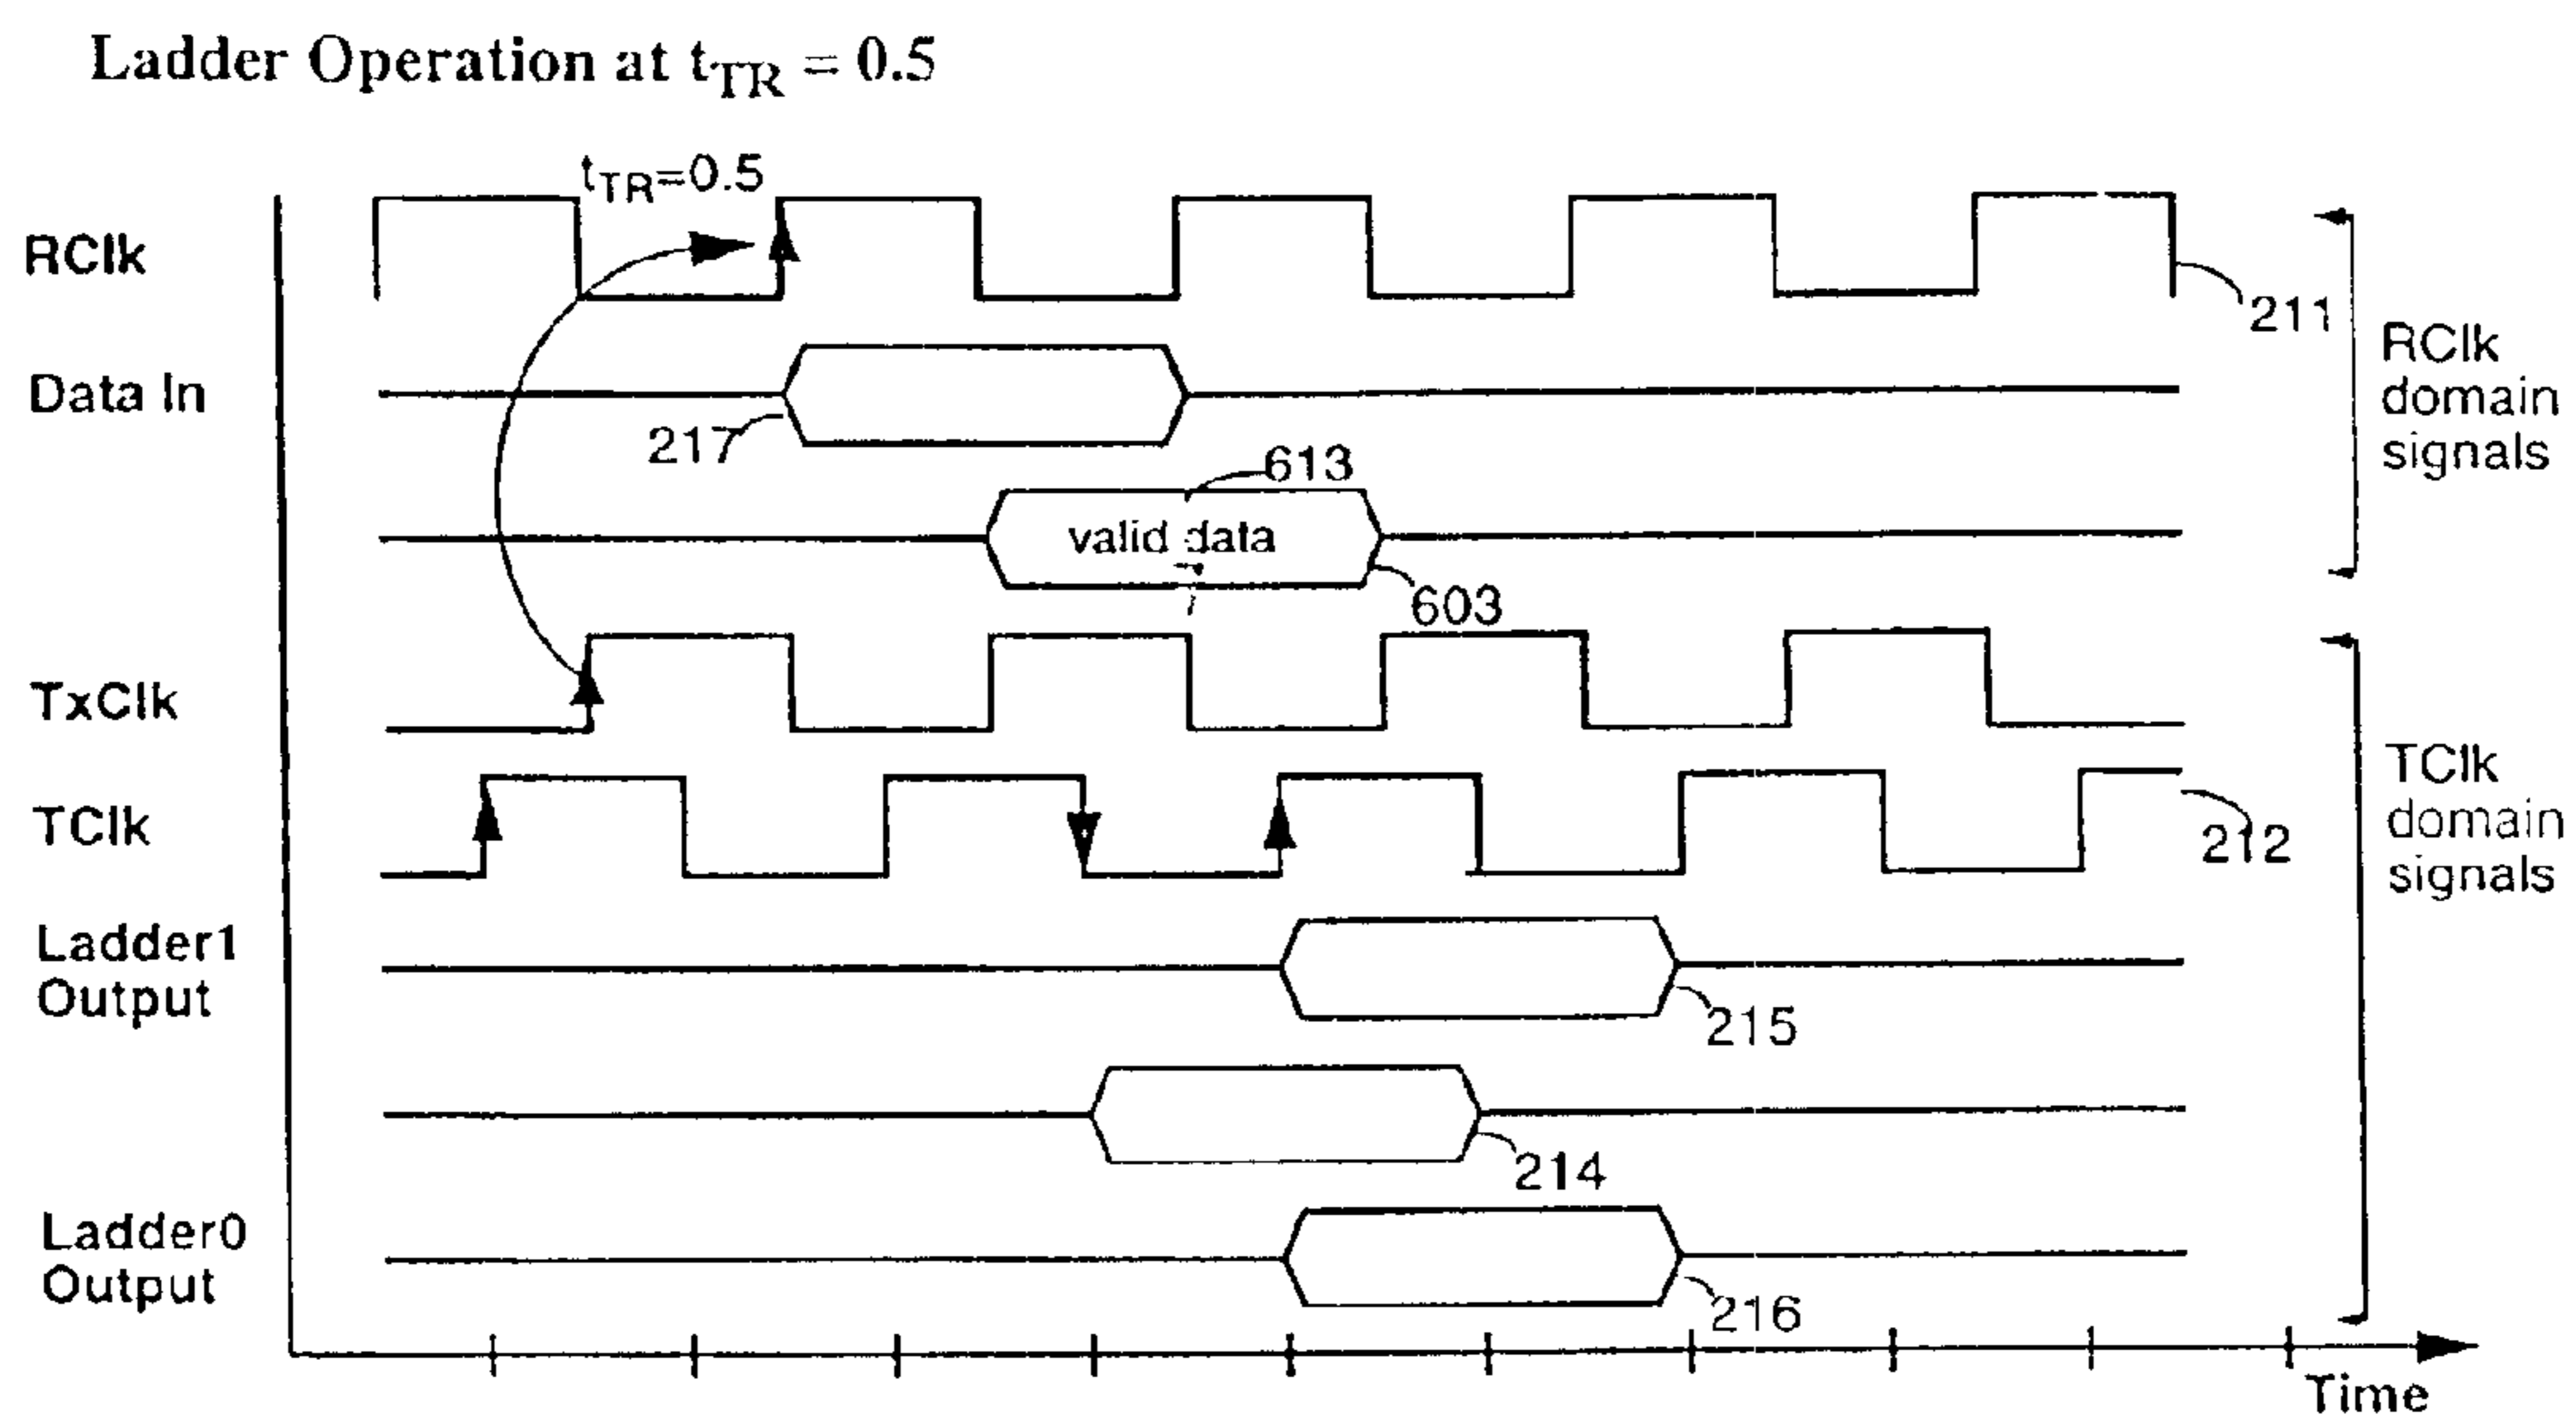 Ladder Operation at tTR = 0.5
tTR=0.5
RClk
211
RClk
domain
signals
Data In
217
613
valid data
603
TxClk
TClk
212
TClk
domain
signals
Ladder1
Output
215
214
Ladder0
Output
216
Time